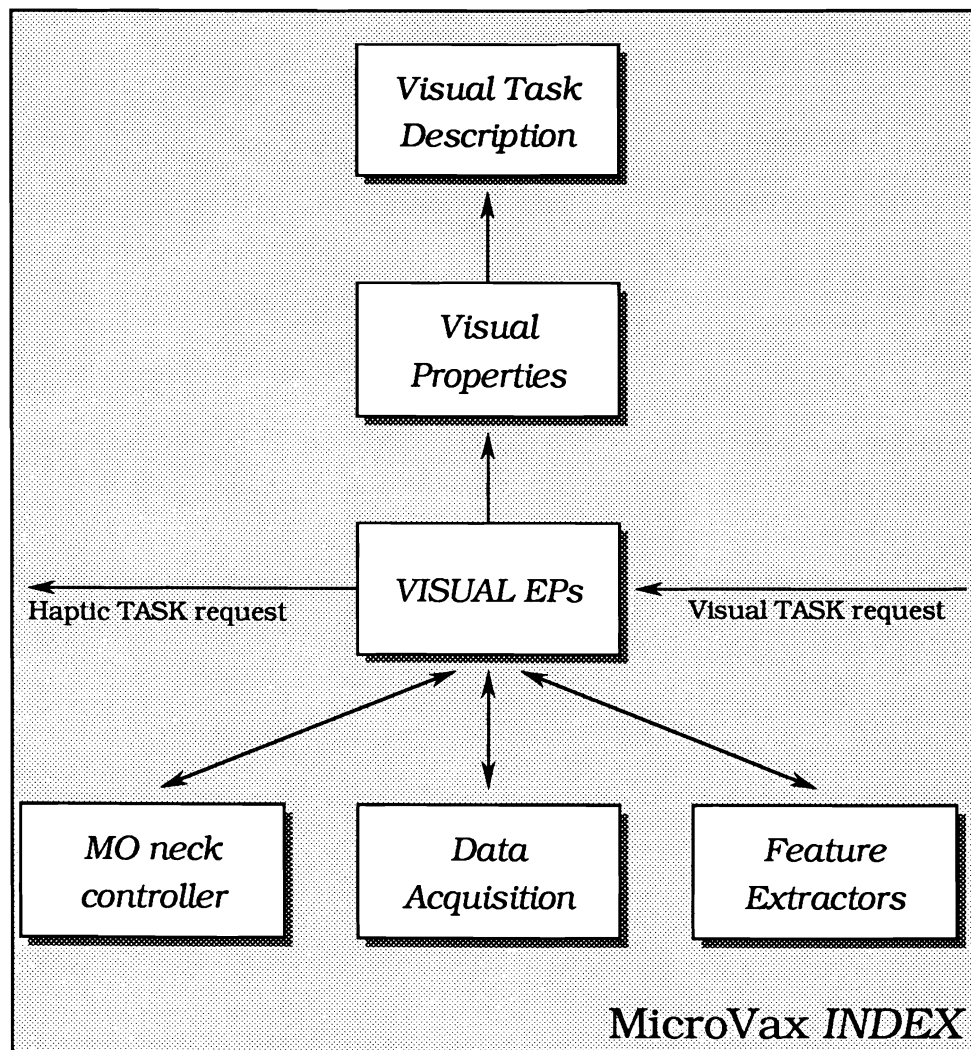 Visual Task
Description
Visual
Properties
VISUAL EPs
Haptic TASK request
Visual TASK request
MO neck
controller
Data
Acquisition
Feature
Extractors
MicroVax INDEX